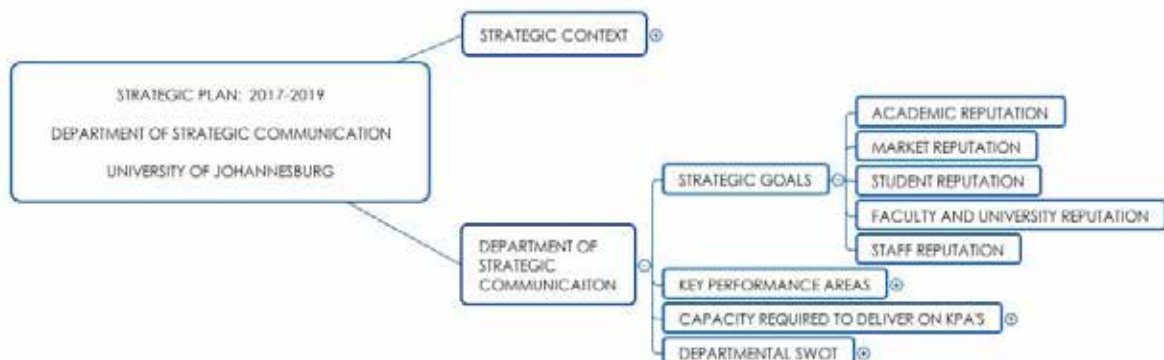 STRATEGIC CONTEXT
STRATEGIC PLAN: 2017-2019
DEPARTMENT OF STRATEGIC COMMUNICATION
UNIVERSITY OF JOHANNESBURG
DEPARTMENT OF
STRATEGIC
COMMUNICAITON
STRATEGIC GOALS
ACADEMIC REPUTATION
MARKET REPUTATION
STUDENT REPUTATION
FACULTY AND UNIVERSITY REPUTATION
STAFF REPUTATION
KEY PERFORMANCE AREAS
CAPACITY REQUIRED TO DELIVER ON KPA'S
DEPARTMENTAL SWOT